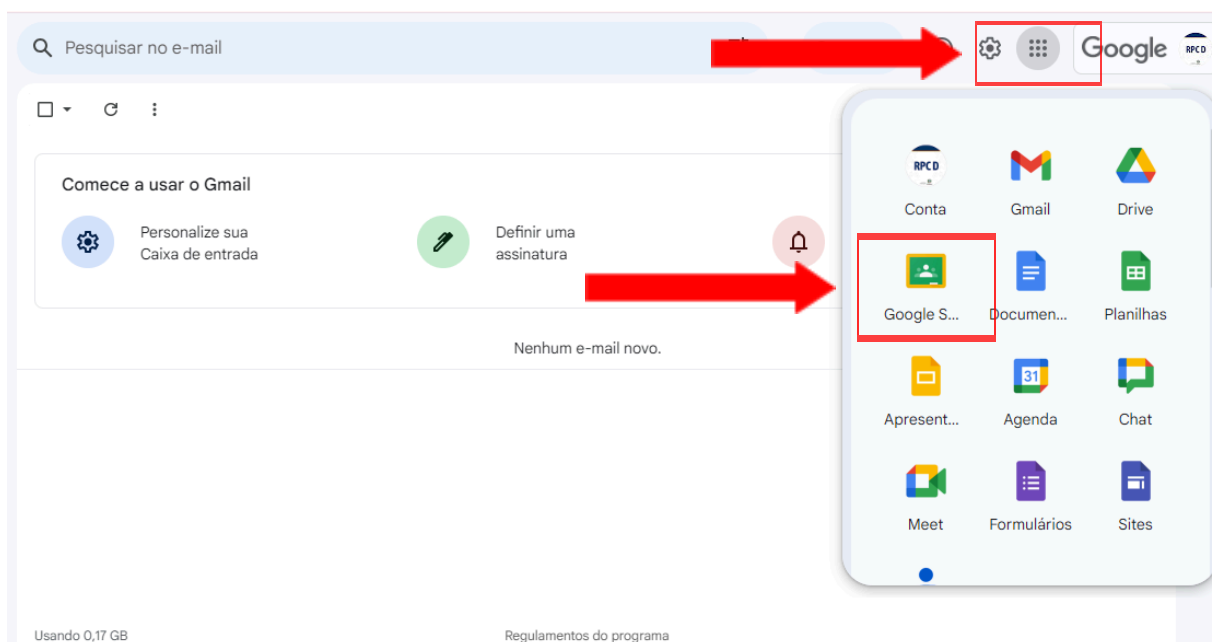 Pesquisar no e-mail
Google
RPCD
Comece a usar o Gmail
Personalize sua
Caixa de entrada
Definir uma
assinatura
Nenhum e-mail novo.
RPCD
Conta
Gmail
Drive
Google S...
Documen...
Planilhas
Apresent...
31
Agenda
Chat
Meet
Formulários
Sites
Usando 0,17 GB
Regulamentos do programa